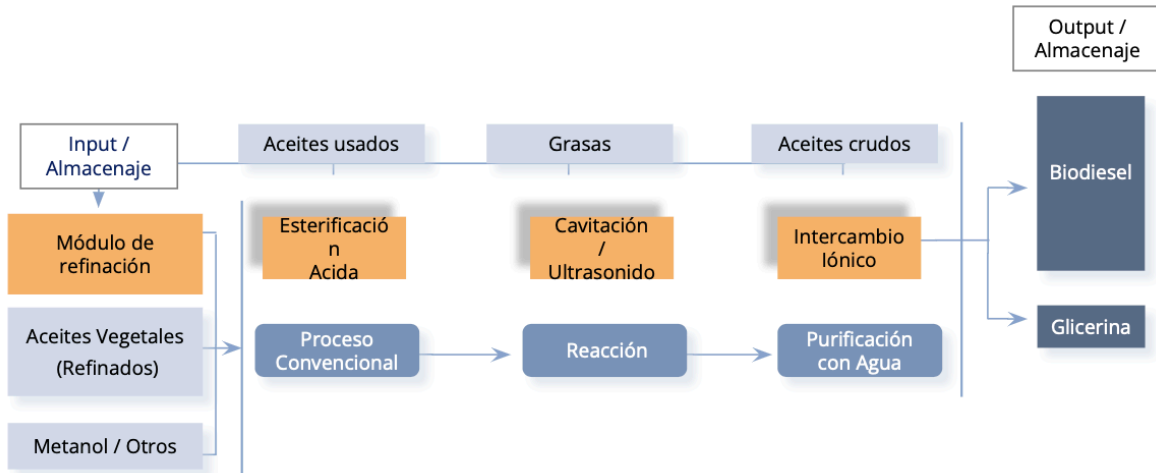 Output /
Almacenaje
Input /
Almacenaje
Aceites usados
Grasas
Aceites crudos
Biodiesel
Módulo de
refinación
Esterificació
n
Acida
Cavitación
/
Ultrasonido
Intercambio
Iónico
Aceites Vegetales
(Refinados)
Proceso
Convencional
Reacción
Purificación
con Agua
Glicerina
Metanol / Otros